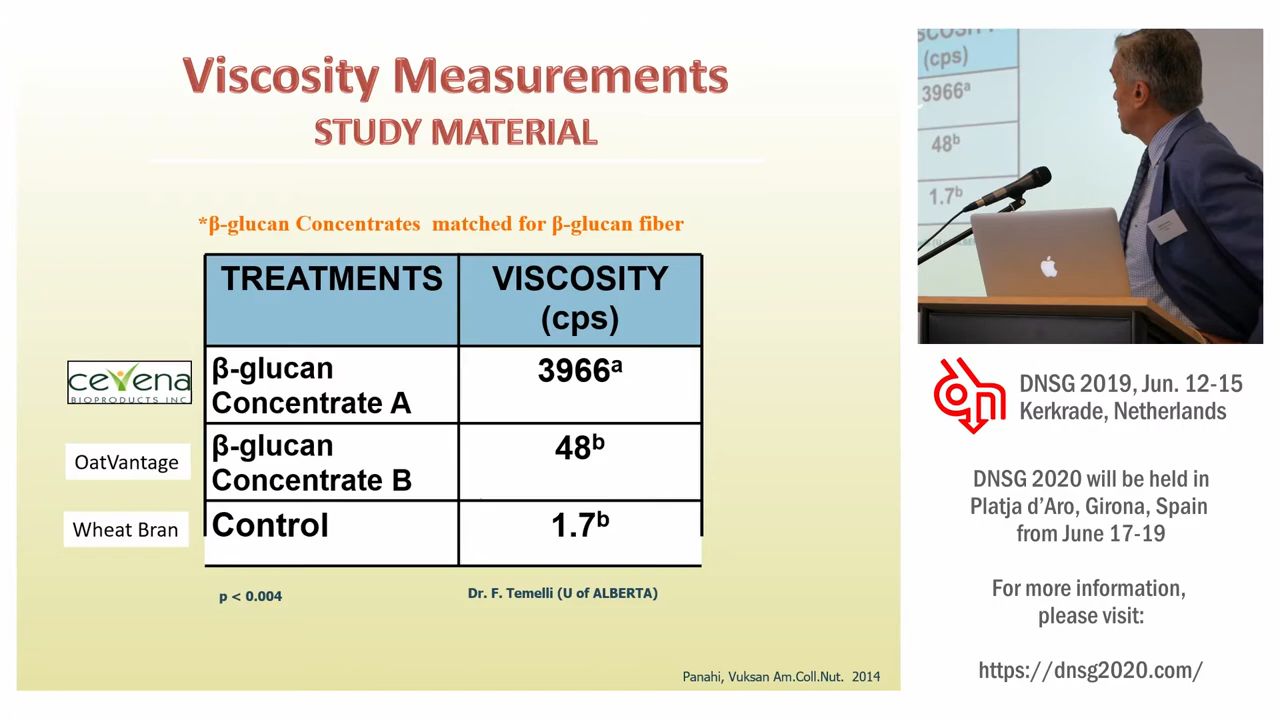 Viscosity Measurements
STUDY MATERIAL
*β-glucan Concentrates matched for β-glucan fiber
TREATMENTS
VISCOSITY
(cps)
ceVena
BIOPRODUCTS INC
β-glucan
Concentrate A
3966ᵃ
OatVantage
β-glucan
Concentrate B
48ᵇ
Wheat Bran
Control
1.7ᵇ
p < 0.004
Dr. F. Temelli (U of ALBERTA)
Panahi, Vuksan Am.Coll.Nut. 2014
(cps)
3966ᵃ
48ᵇ
1.7ᵇ
DNSG 2019, Jun. 12-15
Kerkrade, Netherlands
DNSG 2020 will be held in
Platja d’Aro, Girona, Spain
from June 17-19
For more information,
please visit:
https://dnsg2020.com/